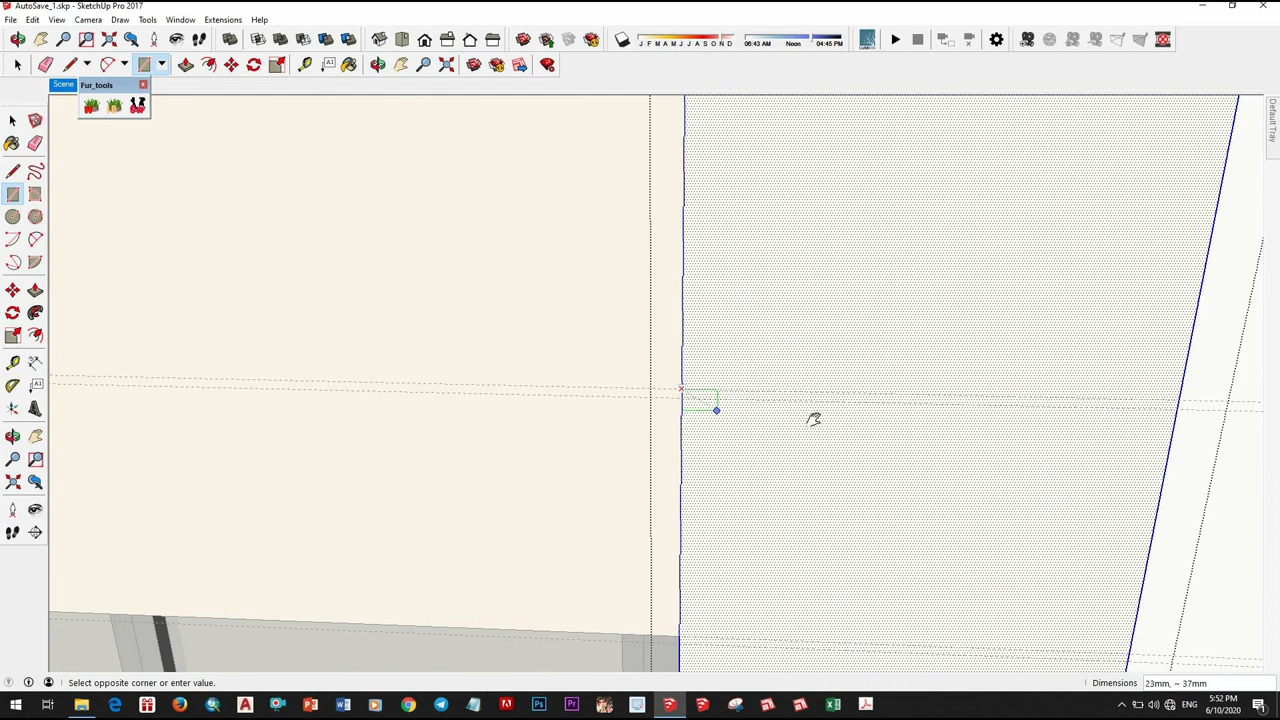 AutoSave_1.skp - SketchUp Pro 2017
File Edit View Camera Draw Tools Window Extensions Help
J F M A M J J A S O N D
06:43 AM Noon 04:45 PM
Scene
Fur_tools
Default Tray
Select opposite corner or enter value.
Dimensions 23mm, ~ 37mm
5:52 PM
ENG
6/10/2020